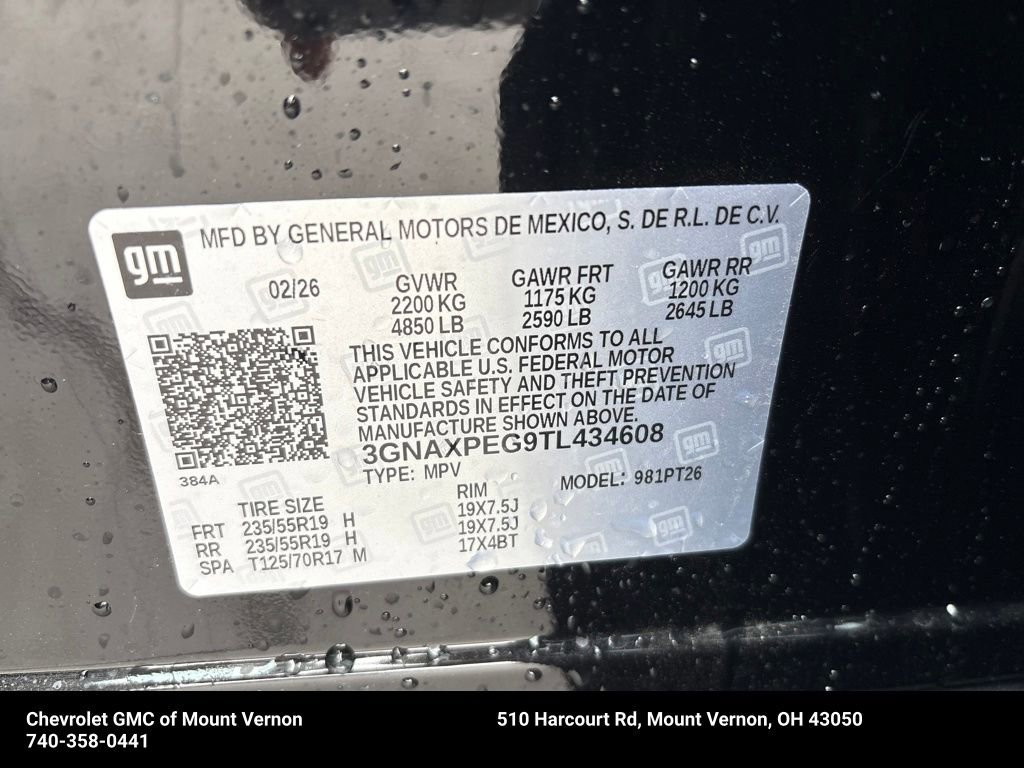 gm
MFD BY GENERAL MOTORS DE MEXICO, S. DE R.L. DE C.V.
02/26
GVWR
2200 KG
4850 LB
GAWR FRT
1175 KG
2590 LB
GAWR RR
1200 KG
2645 LB
THIS VEHICLE CONFORMS TO ALL
APPLICABLE U.S. FEDERAL MOTOR
VEHICLE SAFETY AND THEFT PREVENTION
STANDARDS IN EFFECT ON THE DATE OF
MANUFACTURE SHOWN ABOVE.
3GNAXPEG9TL434608
TYPE: MPV
MODEL: 981PT26
384A
TIRE SIZE RIM
FRT 235/55R19 H 19X7.5J
RR 235/55R19 H 19X7.5J
SPA T125/70R17 M 17X4BT
Chevrolet GMC of Mount Vernon
740-358-0441
510 Harcourt Rd, Mount Vernon, OH 43050